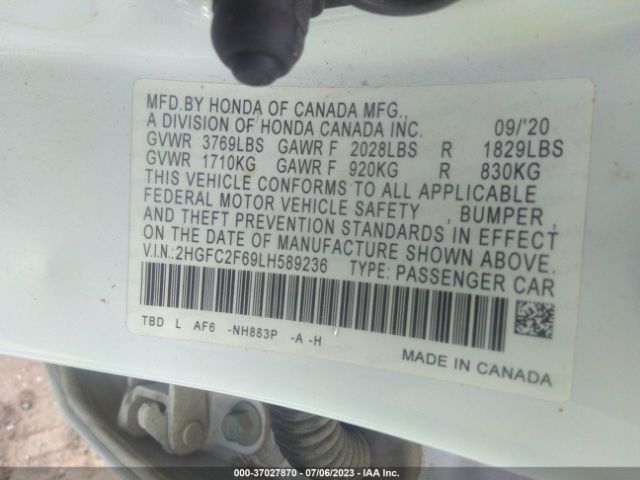 MFD.BY HONDA OF CANADA MFG.,
A DIVISION OF HONDA CANADA INC. 09/'20
GVWR 3769LBS GAWR F 2028LBS R 1829LBS
GVWR 1710KG GAWR F 920KG R 830KG
THIS VEHICLE CONFORMS TO ALL APPLICABLE
FEDERAL MOTOR VEHICLE SAFETY , BUMPER ,
AND THEFT PREVENTION STANDARDS IN EFFECT
ON THE DATE OF MANUFACTURE SHOWN ABOVE.
V.I.N.:2HGFC2F69LH589236 TYPE: PASSENGER CAR
TBD L AF6 -NH883P -A -H
MADE IN CANADA
000-37027870 | 07/06/2023 | IAA Inc.